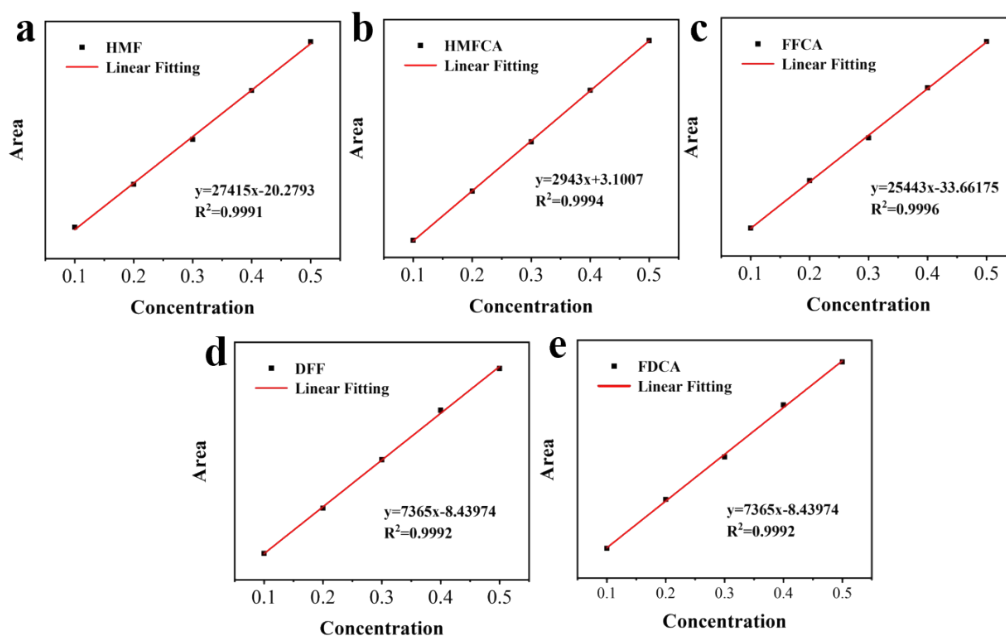 a
HMF
Linear Fitting
Area
y=27415x-20.2793
R²=0.9991
0.1 0.2 0.3 0.4 0.5
Concentration
b
HMFCA
Linear Fitting
Area
y=2943x+3.1007
R²=0.9994
0.1 0.2 0.3 0.4 0.5
Concentration
c
FFCA
Linear Fitting
Area
y=25443x-33.66175
R²=0.9996
0.1 0.2 0.3 0.4 0.5
Concentration
d
DFF
Linear Fitting
Area
y=7365x-8.43974
R²=0.9992
0.1 0.2 0.3 0.4 0.5
Concentration
e
FDCA
Linear Fitting
Area
y=7365x-8.43974
R²=0.9992
0.1 0.2 0.3 0.4 0.5
Concentration